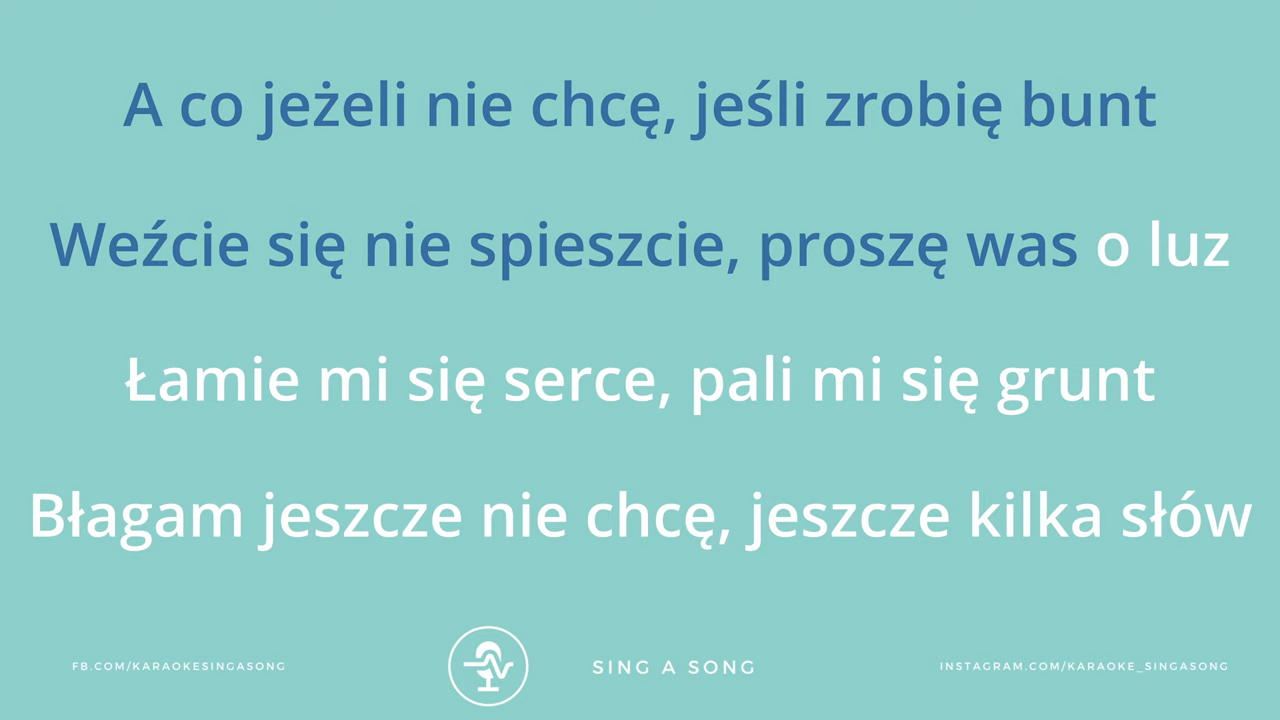 A co jeżeli nie chcę, jeśli zrobię bunt
Weźcie się nie spieszcie, proszę was o luz
Łamie mi się serce, pali mi się grunt
Błagam jeszcze nie chcę, jeszcze kilka słów
FB.COM/KARAOKESINGASONG
SING A SONG
INSTAGRAM.COM/KARAOKE_SINGASONG